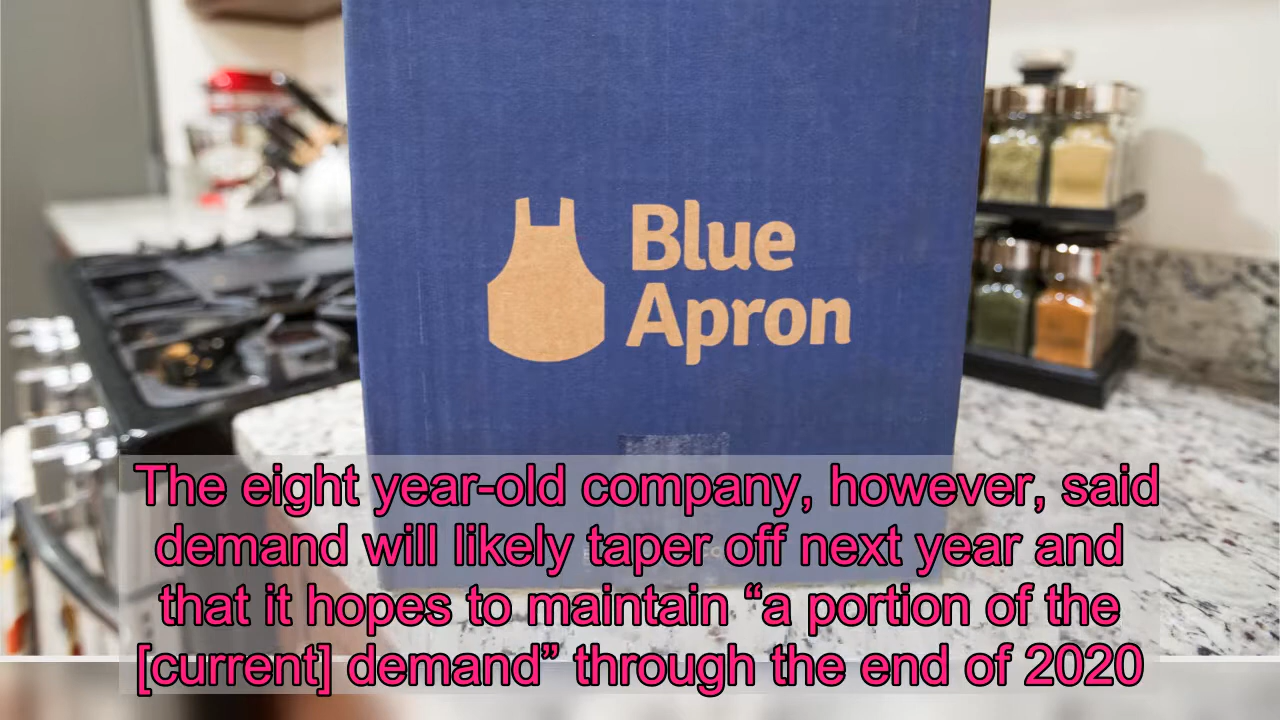 Blue
Apron
The eight year-old company, however, said
demand will likely taper off next year and
that it hopes to maintain “a portion of the
[current] demand” through the end of 2020